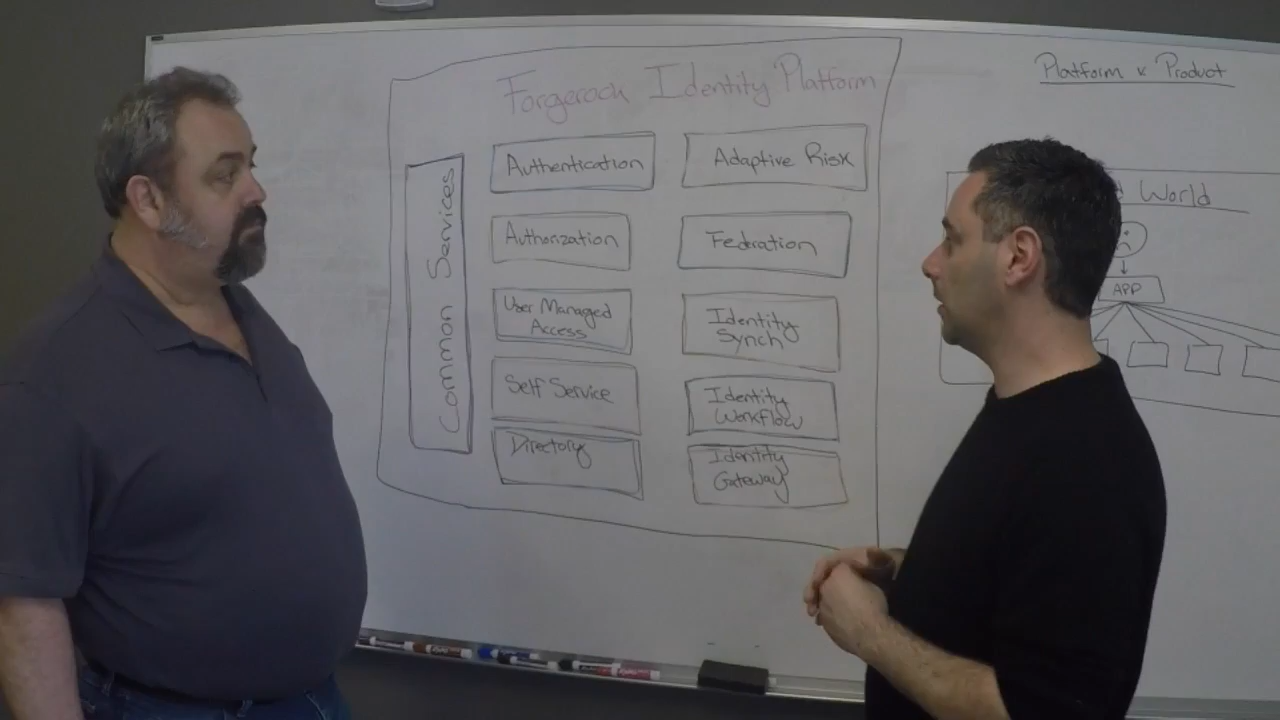 Forgerock Identity Platform
Common Services
Authentication
Adaptive Risk
Authorization
Fedration
User Managed
Access
Identity
Synch
Self Service
Identity
Workflow
Directory
Identity
Gateway
Platform v Product
World
APP